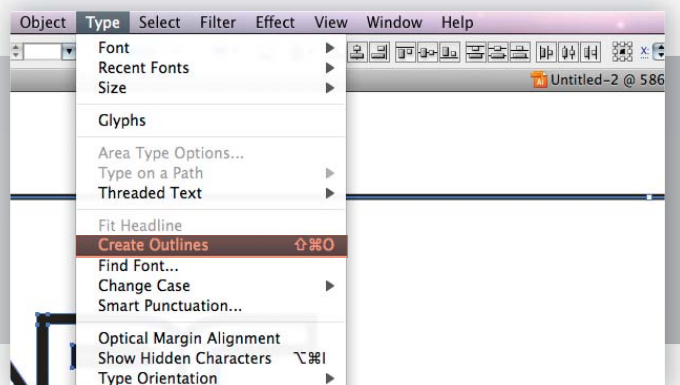 Object Type Select Filter Effect View Window Help
Untitled-2 @ 586
Font
Recent Fonts
Size
Glyphs
Area Type Options...
Type on a Path
Threaded Text
Fit Headline
Create Outlines ⇧⌘O
Find Font...
Change Case
Smart Punctuation...
Optical Margin Alignment
Show Hidden Characters ⌥⌘I
Type Orientation